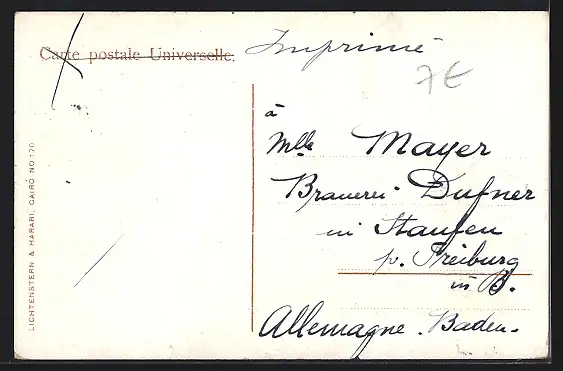 Carte postale Universelle.
Imprimé
7€
à
Mlle Mayer
Brauerei Dufner
in Staufen
p. Freiburg
in B.
Allemagne. Baden.
LICHTENSTERN & HARARI, CAIRO NO. 170